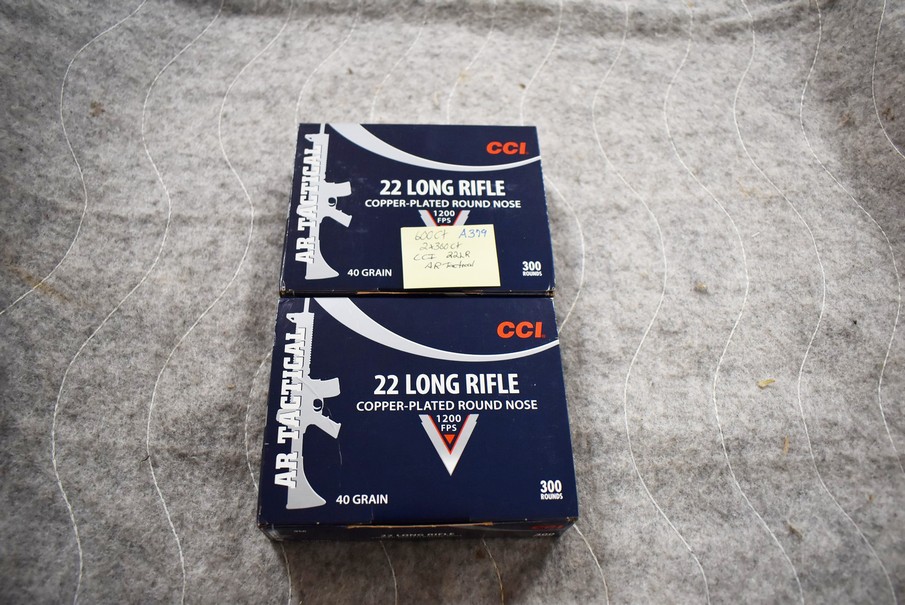 AR TACTICAL
CCI
22 LONG RIFLE
COPPER-PLATED ROUND NOSE
1200
FPS
600Ct A379
2x300Ct
CCI 22LR
AR Tactical
40 GRAIN
300
ROUNDS
AR TACTICAL
CCI
22 LONG RIFLE
COPPER-PLATED ROUND NOSE
1200
FPS
40 GRAIN
300
ROUNDS
22 LONG RIFLE